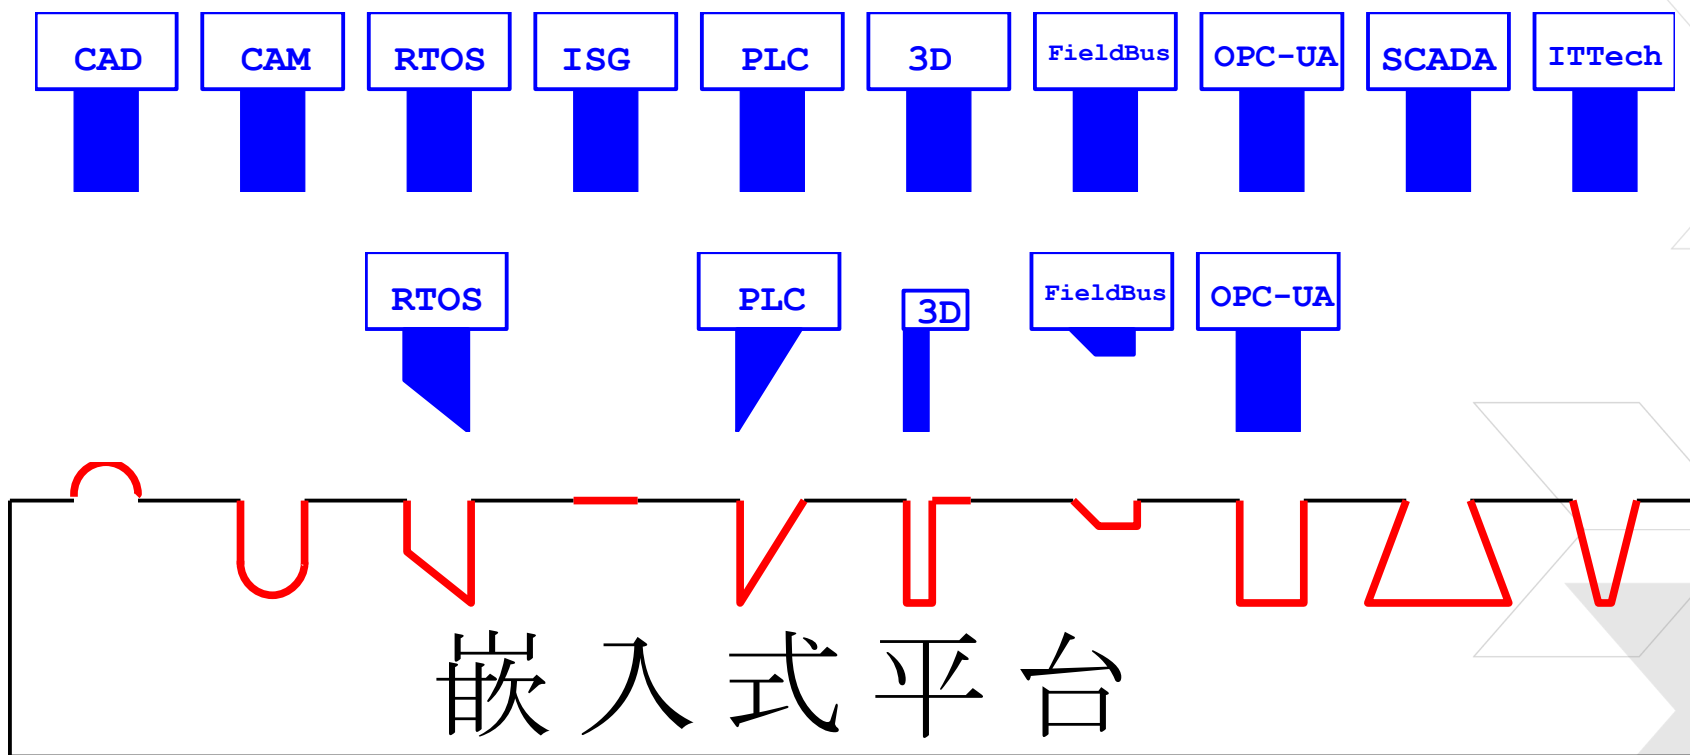 CAD CAM RTOS ISG PLC 3D FieldBus OPC-UA SCADA ITTech
RTOS PLC 3D FieldBus OPC-UA
嵌入式平台